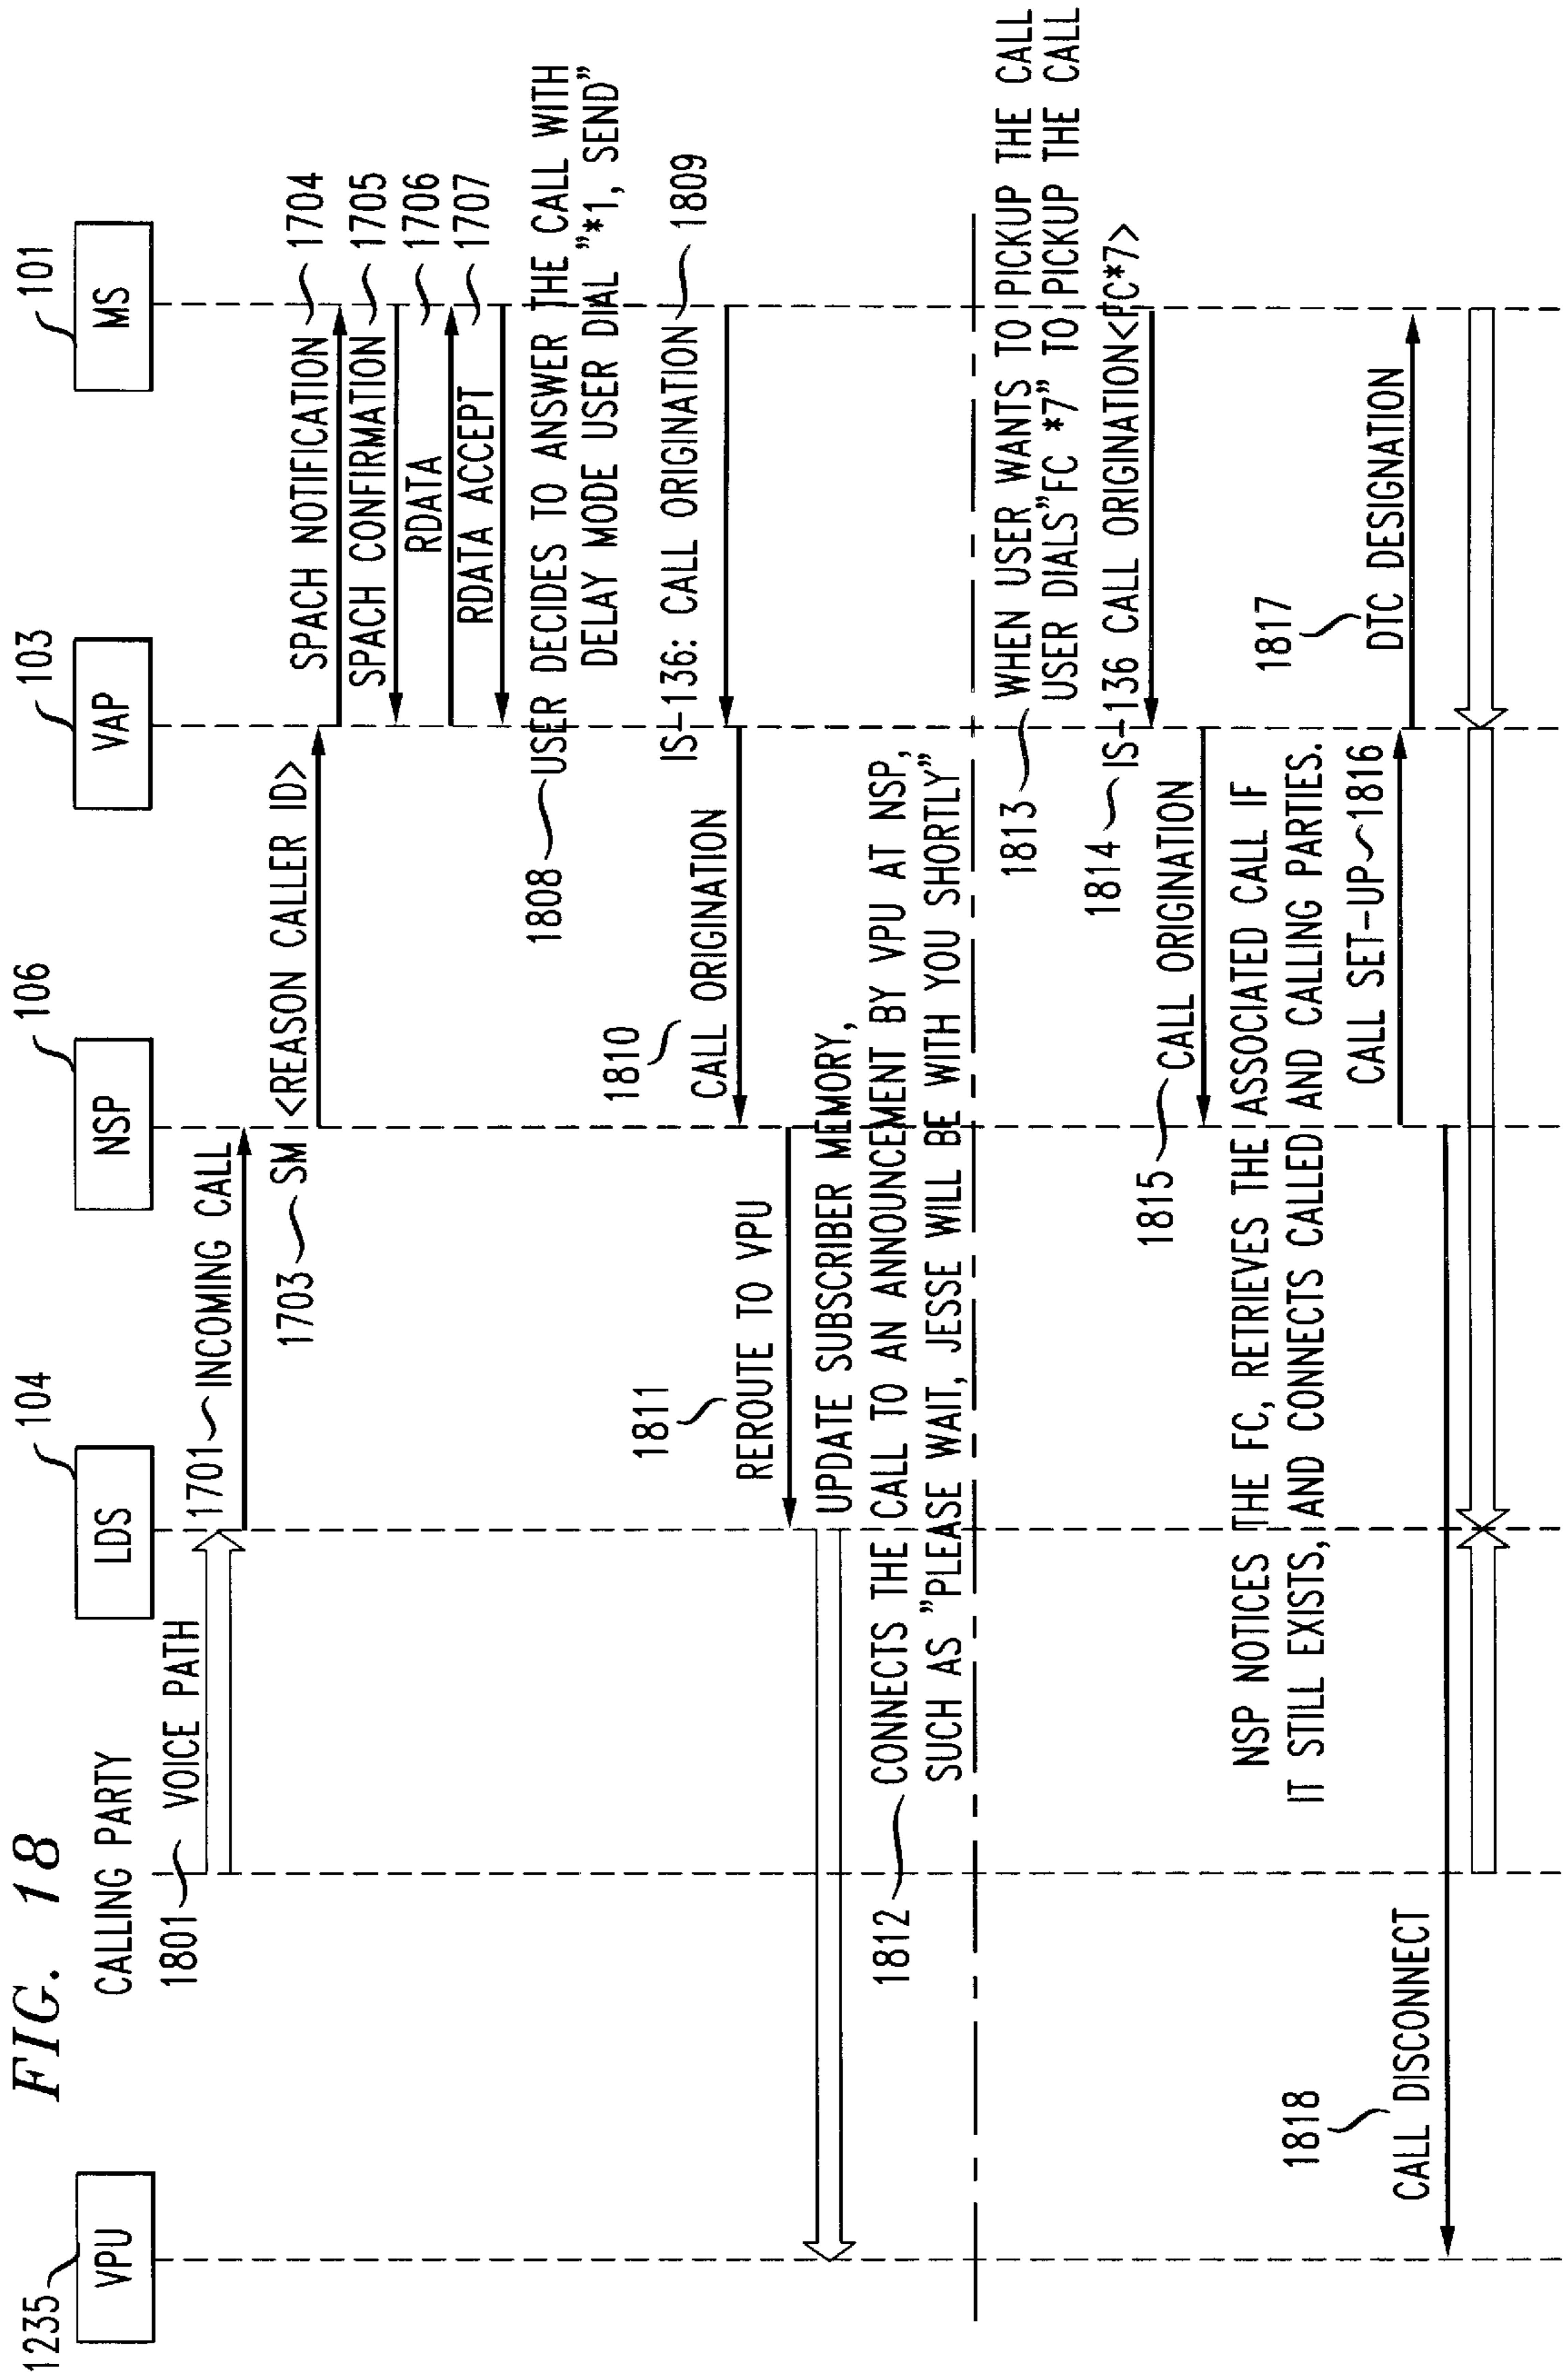 FIG. 18
1235
VPU
CALLING PARTY
104
LDS
106
NSP
103
VAP
101
MS
1801
VOICE PATH
1701
INCOMING CALL
1703
SM <REASON CALLER ID>
SPACH NOTIFICATION
1704
SPACH CONFIRMATION
1705
RDATA
1706
RDATA ACCEPT
1707
1808
USER DECIDES TO ANSWER THE CALL WITH
DELAY MODE USER DIAL "*1, SEND"
IS-136: CALL ORIGINATION
1809
1810
CALL ORIGINATION
1811
REROUTE TO VPU
UPDATE SUBSCRIBER MEMORY,
1812
CONNECTS THE CALL TO AN ANNOUNCEMENT BY VPU AT NSP,
SUCH AS "PLEASE WAIT, JESSE WILL BE WITH YOU SHORTLY"
1813
WHEN USER WANTS TO PICKUP THE CALL
USER DIALS"FC *7" TO PICKUP THE CALL
1814
IS-136 CALL ORIGINATION<FC*7>
1815
CALL ORIGINATION
NSP NOTICES THE FC, RETRIEVES THE ASSOCIATED CALL IF
IT STILL EXISTS, AND CONNECTS CALLED AND CALLING PARTIES.
CALL SET-UP
1816
1817
DTC DESIGNATION
1818
CALL DISCONNECT